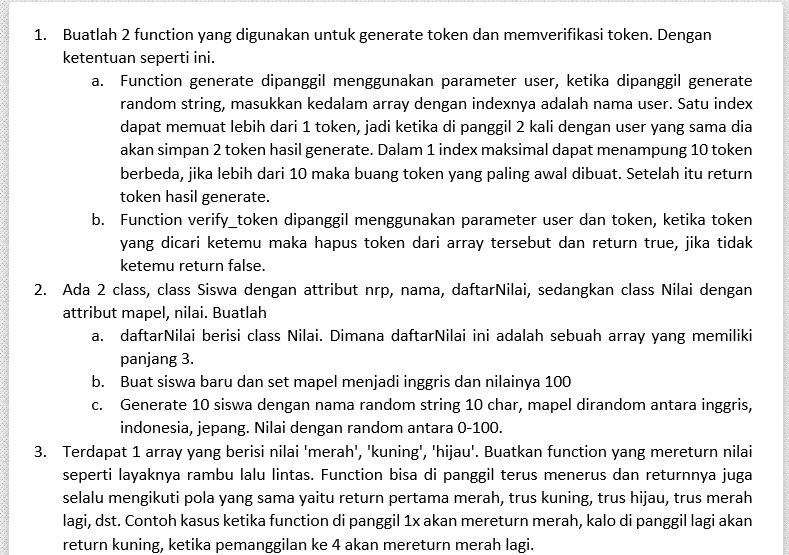 1. Buatlah 2 function yang digunakan untuk generate token dan memverifikasi token. Dengan
ketentuan seperti ini.
a. Function generate dipanggil menggunakan parameter user, ketika dipanggil generate
random string, masukkan kedalam array dengan indexnya adalah nama user. Satu index
dapat memuat lebih dari 1 token, jadi ketika di panggil 2 kali dengan user yang sama dia
akan simpan 2 token hasil generate. Dalam 1 index maksimal dapat menampung 10 token
berbeda, jika lebih dari 10 maka buang token yang paling awal dibuat. Setelah itu return
token hasil generate.
b. Function verify_token dipanggil menggunakan parameter user dan token, ketika token
yang dicari ketemu maka hapus token dari array tersebut dan return true, jika tidak
ketemu return false.
2. Ada 2 class, class Siswa dengan attribut nrp, nama, daftarNilai, sedangkan class Nilai dengan
attribut mapel, nilai. Buatlah
a. daftarNilai berisi class Nilai. Dimana daftarNilai ini adalah sebuah array yang memiliki
panjang 3.
b. Buat siswa baru dan set mapel menjadi inggris dan nilainya 100
c. Generate 10 siswa dengan nama random string 10 char, mapel dirandom antara inggris,
indonesia, jepang. Nilai dengan random antara 0-100.
3. Terdapat 1 array yang berisi nilai 'merah', 'kuning', 'hijau'. Buatkan function yang mereturn nilai
seperti layaknya rambu lalu lintas. Function bisa di panggil terus menerus dan returnnya juga
selalu mengikuti pola yang sama yaitu return pertama merah, trus kuning, trus hijau, trus merah
lagi, dst. Contoh kasus ketika function di panggil 1x akan mereturn merah, kalo di panggil lagi akan
return kuning, ketika pemanggilan ke 4 akan mereturn merah lagi.